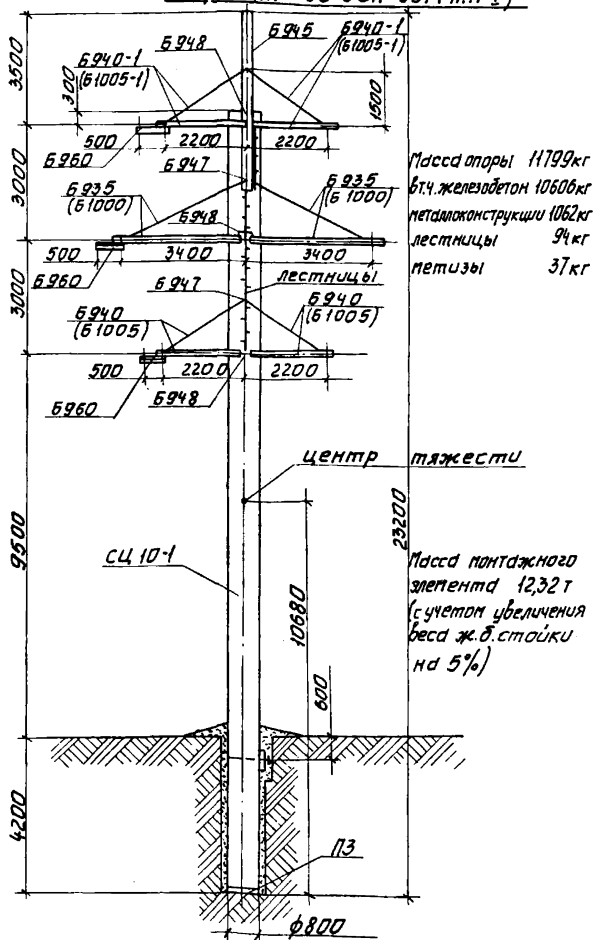 3500
300
Б948
Б945
Б940-1
(Б1005-1)
Б940-1
(Б1005-1)
1500
500
2200
2200
Б960
3000
Б947
Б935
(Б1000)
Б935
(Б1000)
Б948
500
3400
3400
Б960
Масса опоры 11799кг
в т.ч. железобетон 10606кг
металлоконструкции 1062кг
лестницы 94кг
метизы 37кг
3000
лестницы
Б947
Б940
(Б1005)
Б940
(Б1005)
500
2200
2200
Б960
Б948
центр тяжести
9500
СЦ 10-1
10680
23200
Масса монтажного
элемента 12,32 т
(с учетом увеличения
веса ж.б. стойки
на 5%)
600
4200
П3
ф800